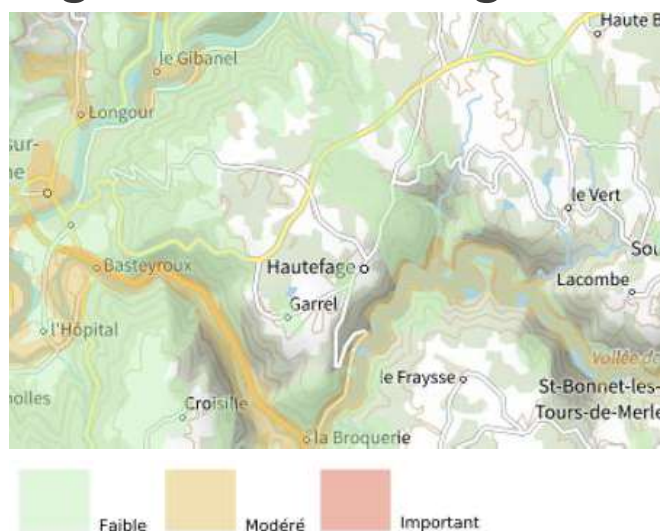 Haute B
le Gibanel
Longour
sur-
ne
le Vert
Basteyroux
Hautefage
Sou
Lacombe
Garrel
l'Hôpital
Vallée de
le Fraysse
St-Bonnet-les-
Tours-de-Merle
nolles
Croisille
la Broquerie
Faible Modéré Important